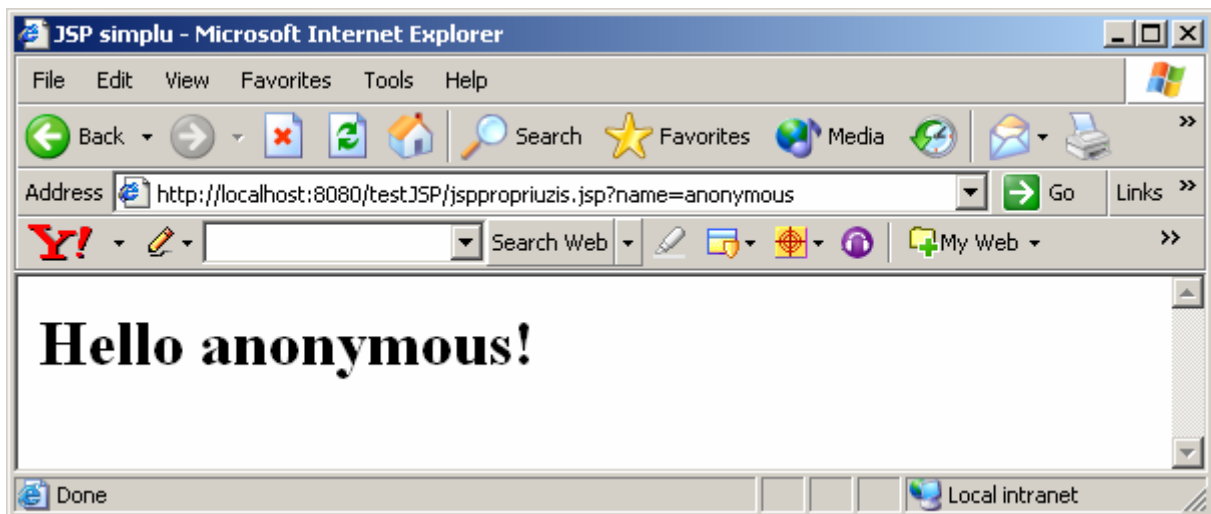 JSP simplu - Microsoft Internet Explorer
File Edit View Favorites Tools Help
Back Search Favorites Media »
Address http://localhost:8080/testJSP/jsppropriuzis.jsp?name=anonymous Go Links »
Y! Search Web My Web »
Hello anonymous!
Done Local intranet